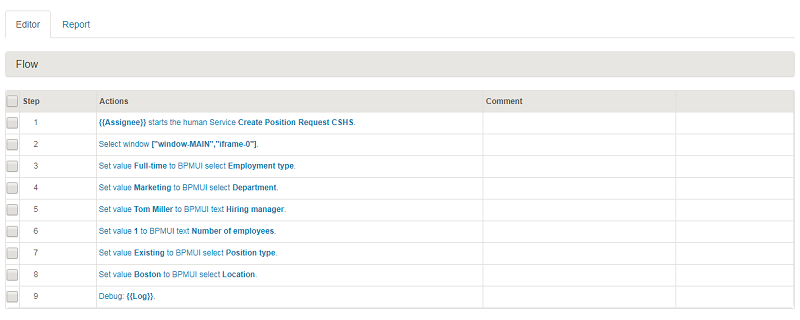 Editor Report
Flow
Step Actions Comment
1 {{Assignee}} starts the human Service Create Position Request CSHS.
2 Select window ["window-MAIN","iframe-0"].
3 Set value Full-time to BPMUI select Employment type.
4 Set value Marketing to BPMUI select Department.
5 Set value Tom Miller to BPMUI text Hiring manager.
6 Set value 1 to BPMUI text Number of employees.
7 Set value Existing to BPMUI select Position type.
8 Set value Boston to BPMUI select Location.
9 Debug: {{Log}}.